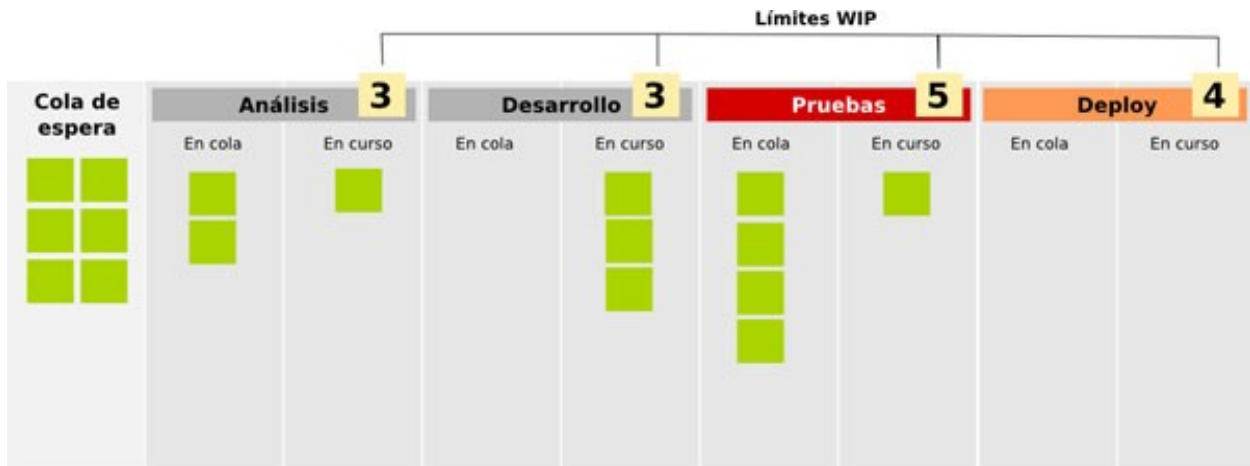 Límites WIP
Cola de
espera
Análisis 3
Desarrollo 3
Pruebas 5
Deploy 4
En cola
En curso
En cola
En curso
En cola
En curso
En cola
En curso